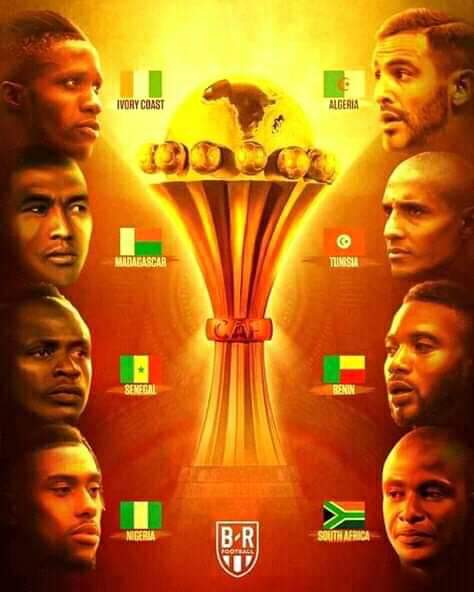 IVORY COAST
ALGERIA
MADAGASCAR
TUNISIA
CAF
SENEGAL
BENIN
NIGERIA
SOUTH AFRICA
B R
FOOTBALL